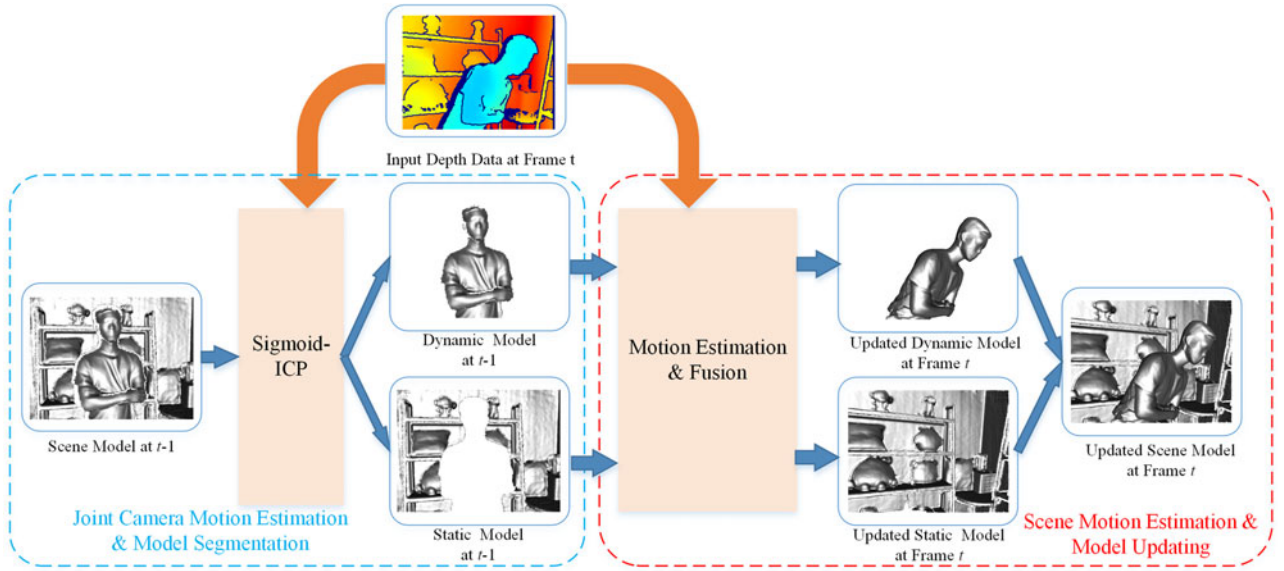 Input Depth Data at Frame t
Scene Model at t-1
Sigmoid-
ICP
Dynamic Model
at t-1
Static Model
at t-1
Joint Camera Motion Estimation
& Model Segmentation
Motion Estimation
& Fusion
Updated Dynamic Model
at Frame t
Updated Static Model
at Frame t
Updated Scene Model
at Frame t
Scene Motion Estimation &
Model Updating